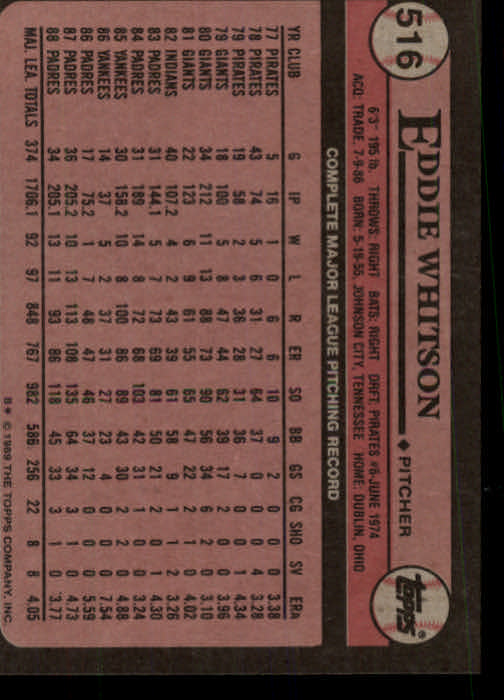 516
EDDIE WHITSON ◆ PITCHER
TOPPS®
6'3" 195 lb. THROWS: RIGHT BATS: RIGHT DRAFT: PIRATES #6-JUNE 1974
ACQ: TRADE, 7-9-86 BORN: 5-19-55, JOHNSON CITY, TENNESSEE HOME: DUBLIN, OHIO
COMPLETE MAJOR LEAGUE PITCHING RECORD
YR CLUB G IP W L R ER SO BB GS CG SHO SV ERA
77 PIRATES 5 16 1 0 6 6 10 9 2 0 0 0 3.38
78 PIRATES 43 74 5 6 31 27 64 37 0 0 0 4 3.28
79 PIRATES 19 58 2 3 36 28 31 36 7 0 0 1 4.34
79 GIANTS 18 100 5 8 47 44 62 39 17 2 0 0 3.96
80 GIANTS 34 212 11 13 88 73 90 56 34 6 2 0 3.10
81 GIANTS 22 123 6 9 61 55 65 47 22 2 1 0 4.02
82 INDIANS 40 107.2 4 2 43 39 61 58 9 1 1 2 3.26
83 PADRES 31 144.1 5 7 73 69 81 50 21 2 0 1 4.30
84 PADRES 31 189 14 8 72 68 103 42 31 1 0 0 3.24
85 YANKEES 30 158.2 10 8 100 86 89 43 30 2 2 0 4.88
86 YANKEES 14 37 5 2 37 31 27 23 4 0 0 0 7.54
86 PADRES 17 75.2 1 7 48 47 46 37 12 0 0 0 5.59
87 PADRES 36 205.2 10 13 113 108 135 64 34 3 1 0 4.73
88 PADRES 34 205.1 13 11 93 86 118 45 33 3 1 0 3.77
MAJ. LEA. TOTALS 374 1706.1 92 97 848 767 982 586 256 22 8 8 4.05
B* © 1989 THE TOPPS COMPANY, INC.